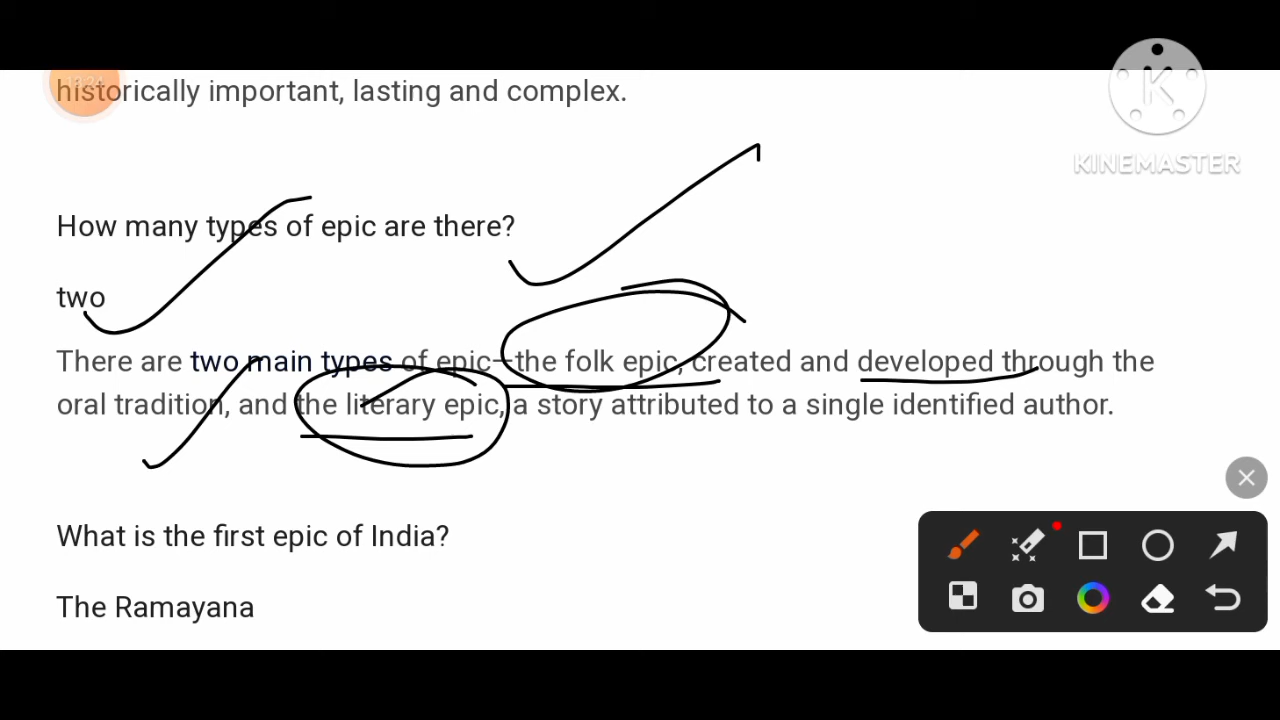 13:24
historically important, lasting and complex.
KINEMASTER
How many types of epic are there?
two
There are two main types of epic—the folk epic, created and developed through the
oral tradition, and the literary epic, a story attributed to a single identified author.
What is the first epic of India?
The Ramayana